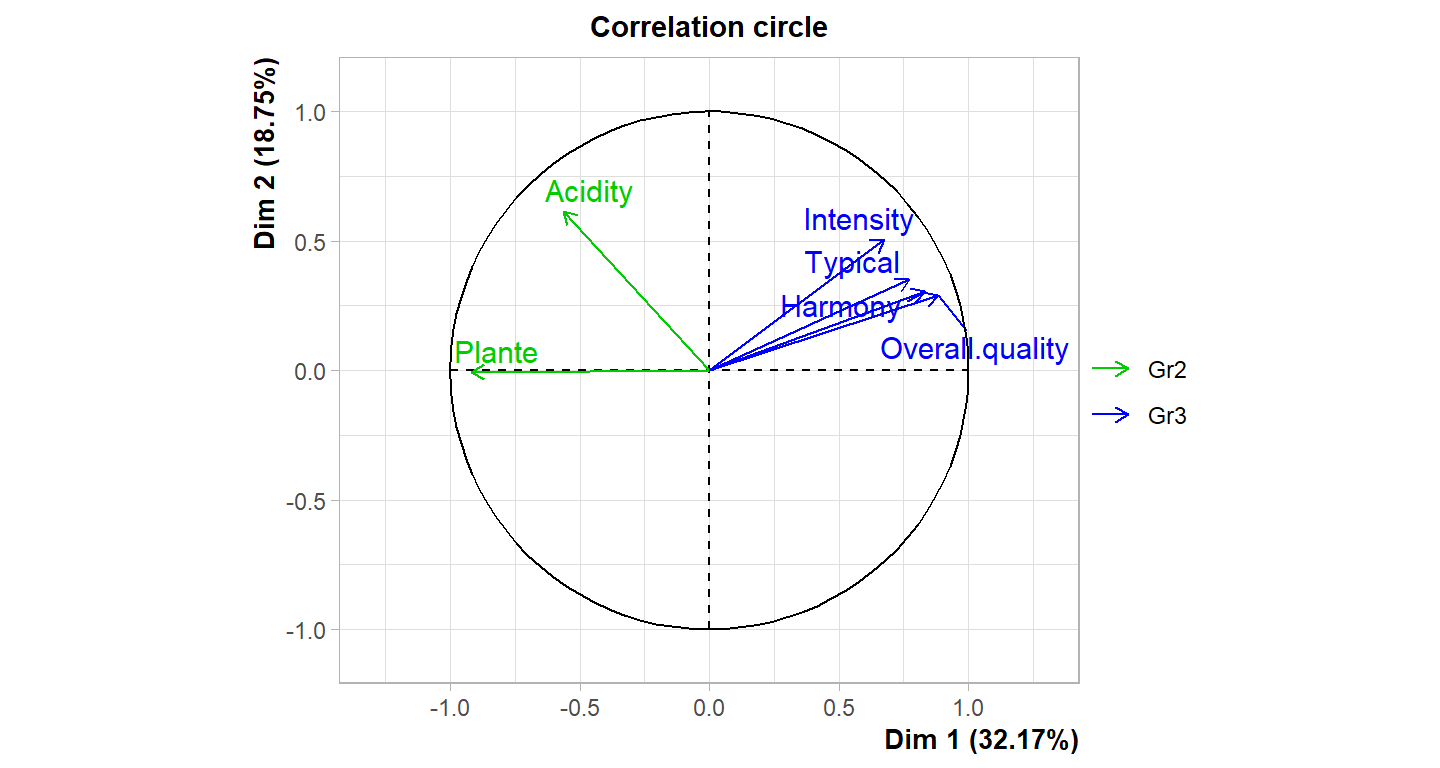 Correlation circle
Dim 2 (18.75%)
1.0
0.5
0.0
-0.5
-1.0
Acidity
Plante
Intensity
Typical
Harmony
Overall.quality
Gr2
Gr3
-1.0
-0.5
0.0
0.5
1.0
Dim 1 (32.17%)